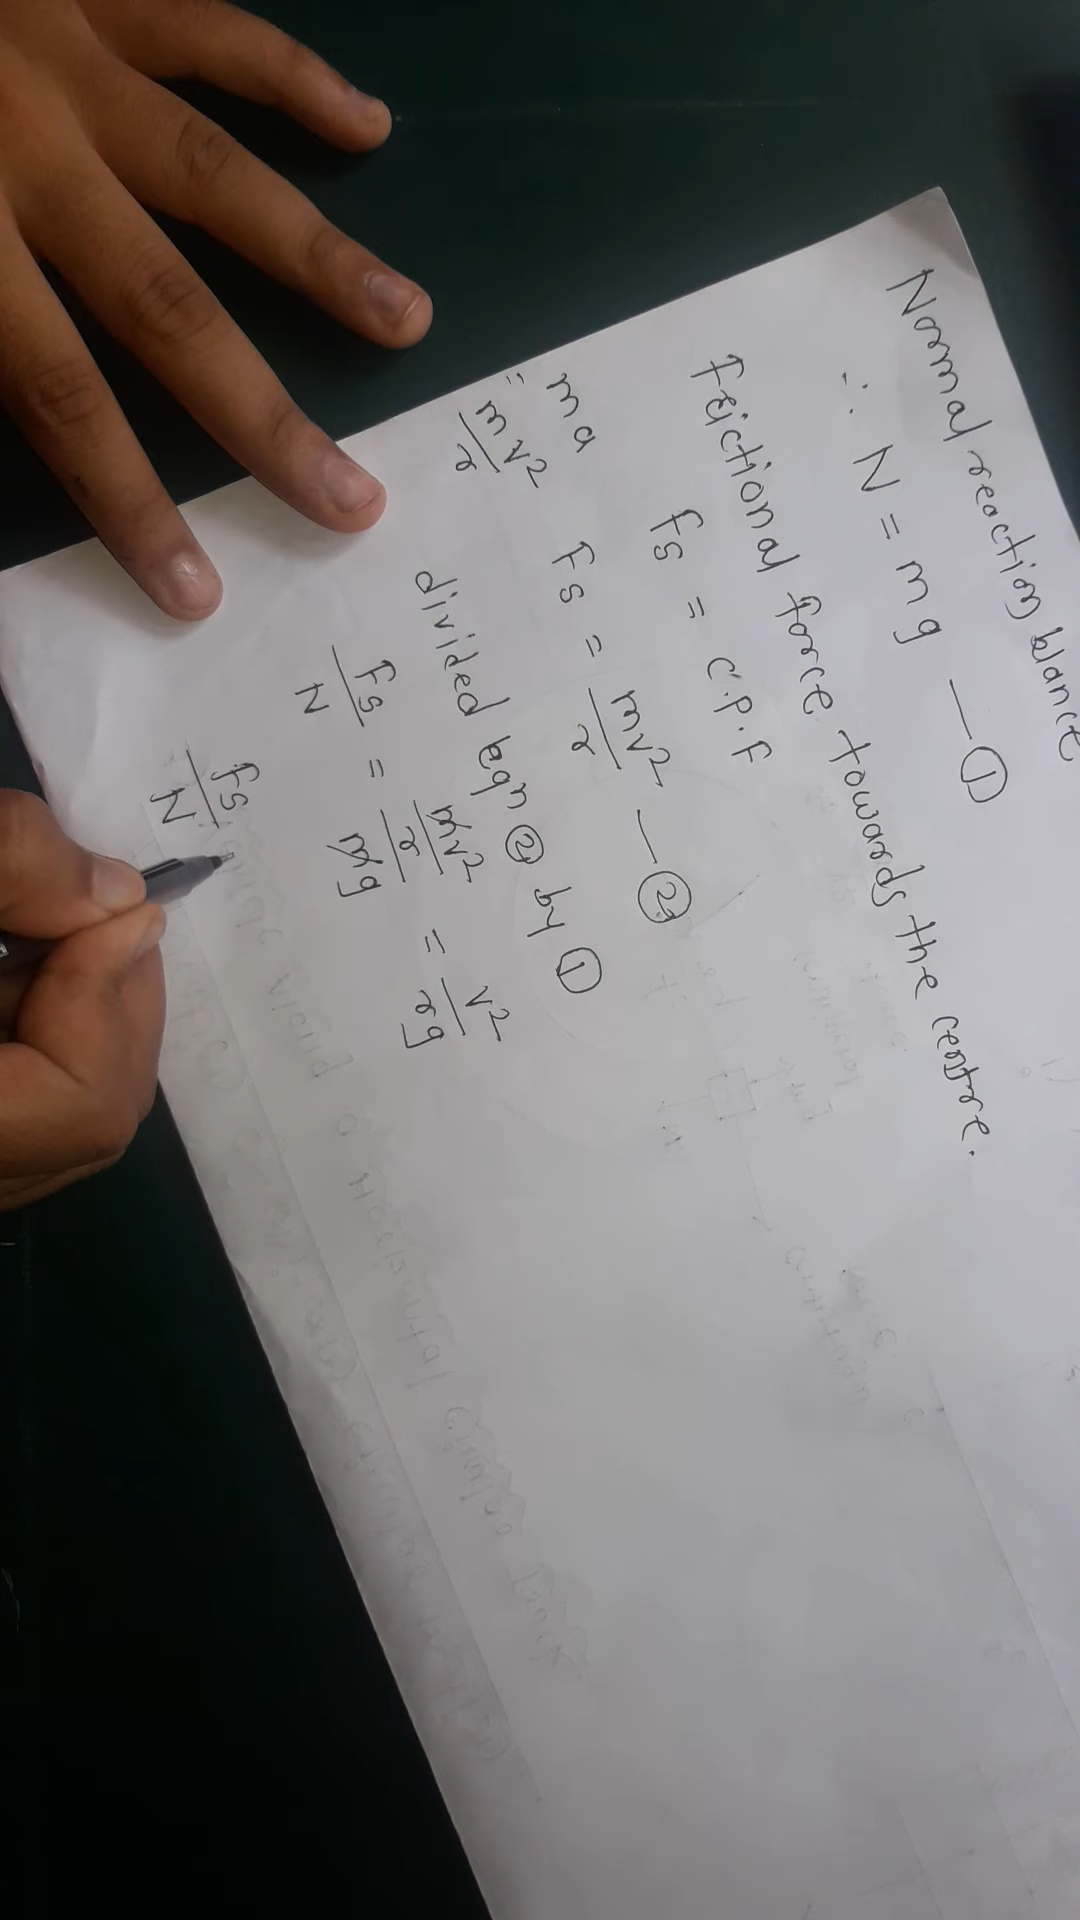 Normal reaction blance
∴ N = mg — ①
frictional force towards the centre.
fs = C.P.F
ma
= mv²/r
fs = mv²/r — ②
divided eqn ② by ①
fs/N = mv²/r/mg = v²/rg
fs/N